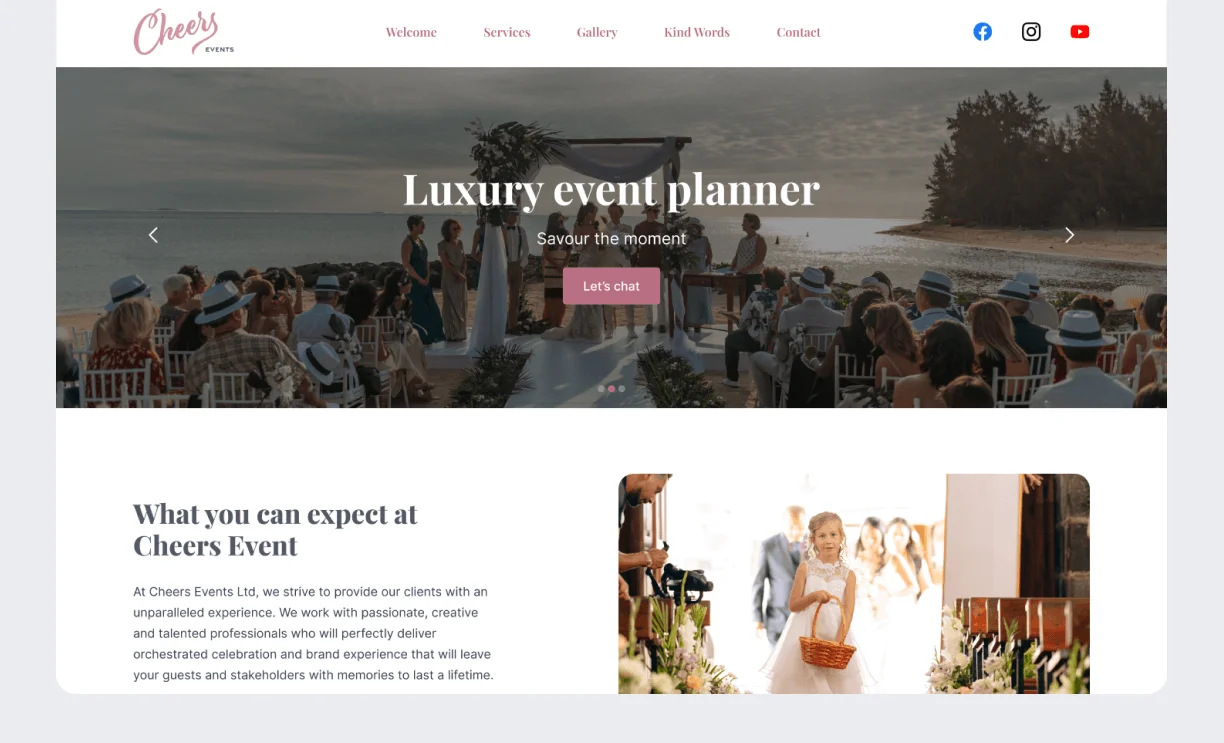 Cheers
EVENTS
Welcome
Services
Gallery
Kind Words
Contact
Luxury event planner
Savour the moment
Let's chat
What you can expect at
Cheers Event
At Cheers Events Ltd, we strive to provide our clients with an
unparalleled experience. We work with passionate, creative
and talented professionals who will perfectly deliver
orchestrated celebration and brand experience that will leave
your guests and stakeholders with memories to last a lifetime.